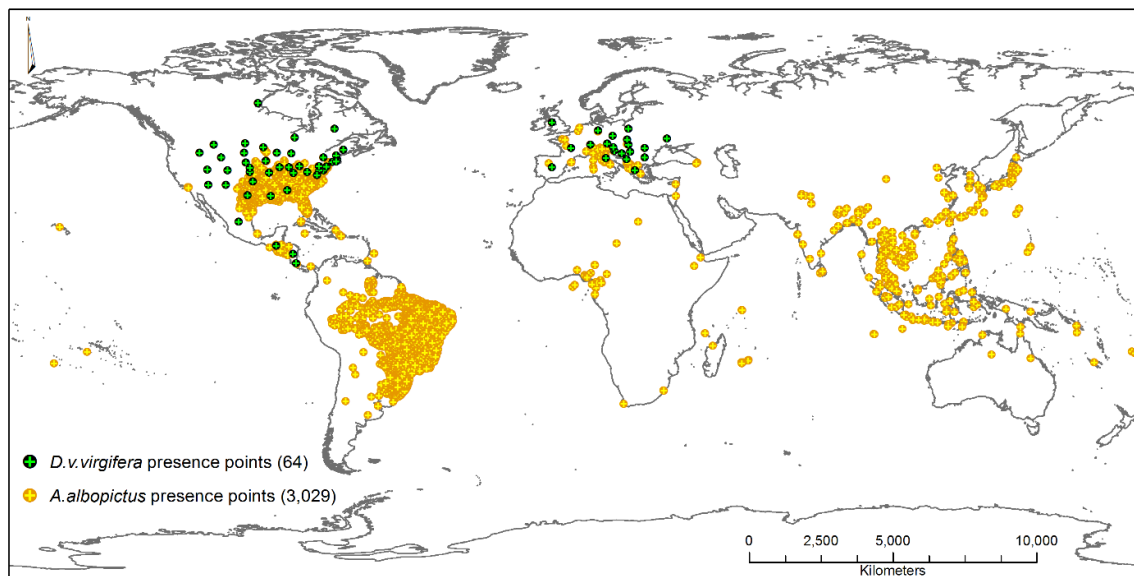 N
D.v.virgifera presence points (64)
A.albopictus presence points (3,029)
0 2,500 5,000 10,000
Kilometers